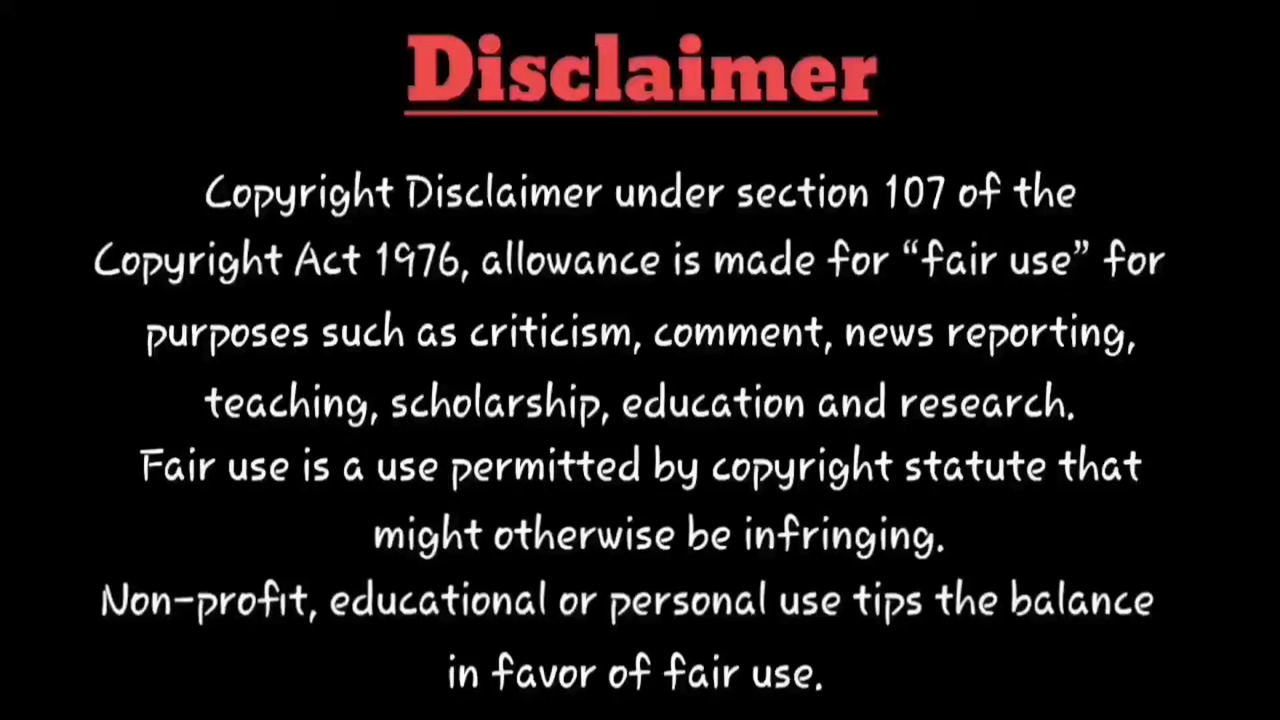 Disclaimer
Copyright Disclaimer under section 107 of the
Copyright Act 1976, allowance is made for “fair use” for
purposes such as criticism, comment, news reporting,
teaching, scholarship, education and research.
Fair use is a use permitted by copyright statute that
might otherwise be infringing.
Non-profit, educational or personal use tips the balance
in favor of fair use.